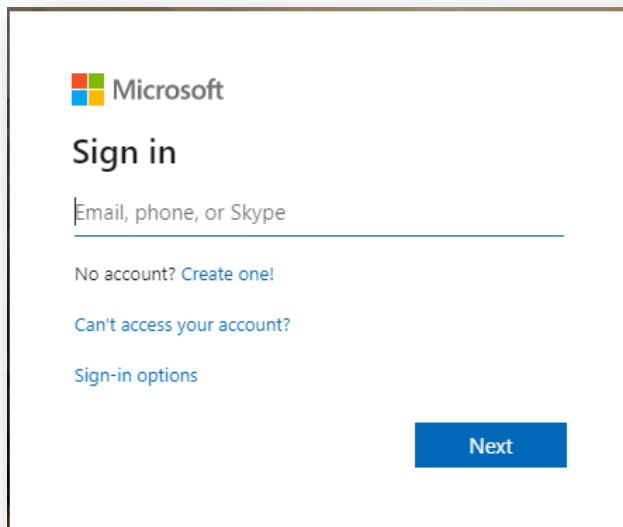 Microsoft
Sign in
Email, phone, or Skype
No account? Create one!
Can't access your account?
Sign-in options
Next